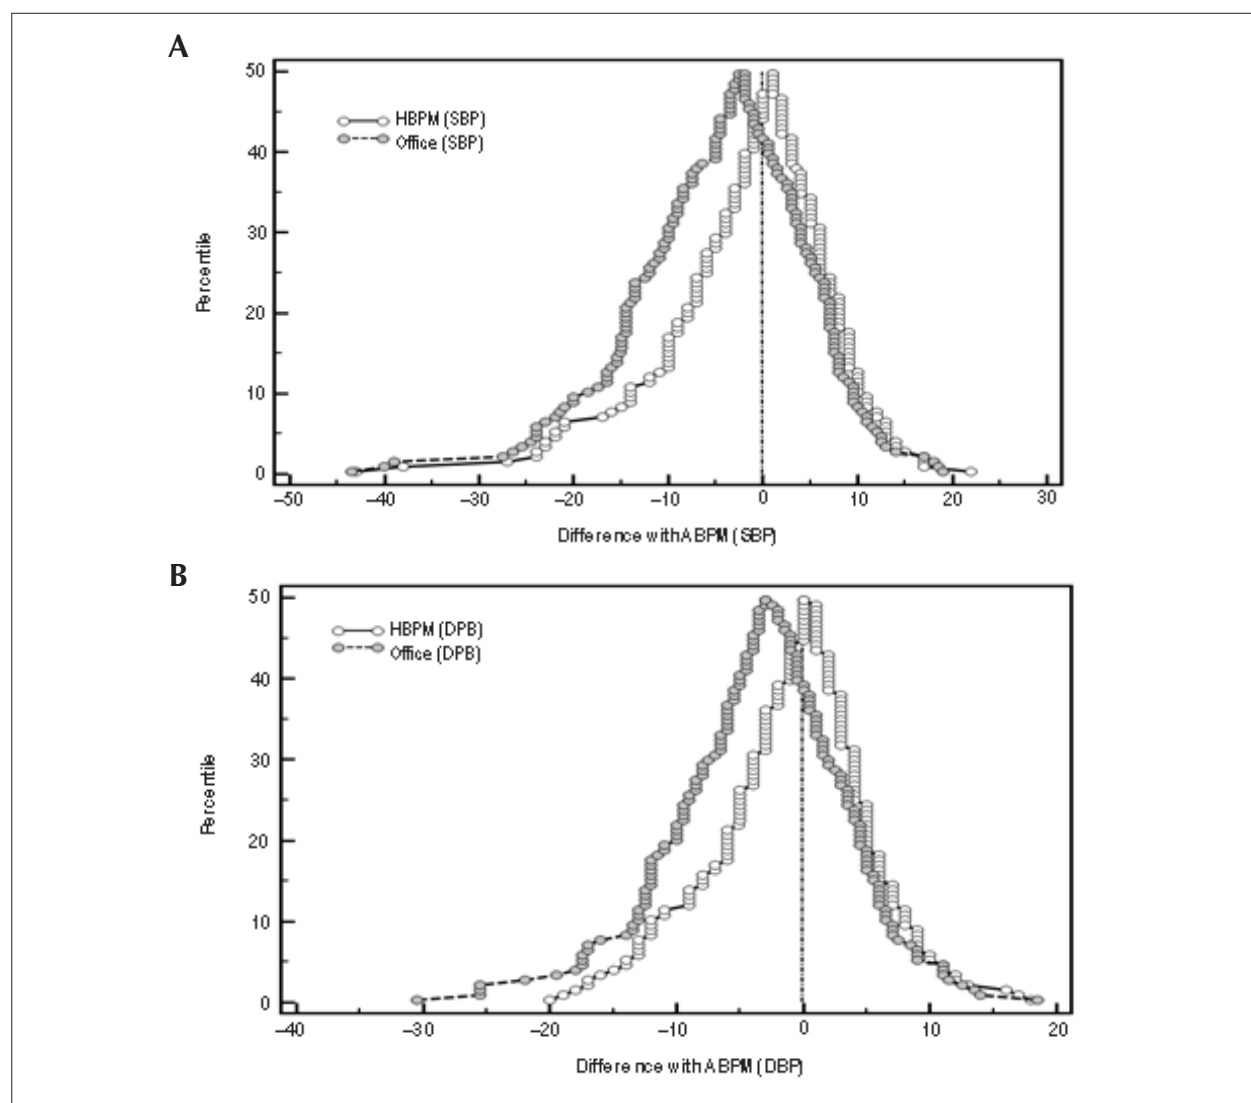 A
50
40
30
20
10
0
Percentile
HBPM (SBP)
Office (SBP)
–50 –40 –30 –20 –10 0 10 20 30
Difference with ABPM (SBP)
B
50
40
30
20
10
0
Percentile
HBPM (DPB)
Office (DPB)
–40 –30 –20 –10 0 10 20
Difference with ABPM (DBP)